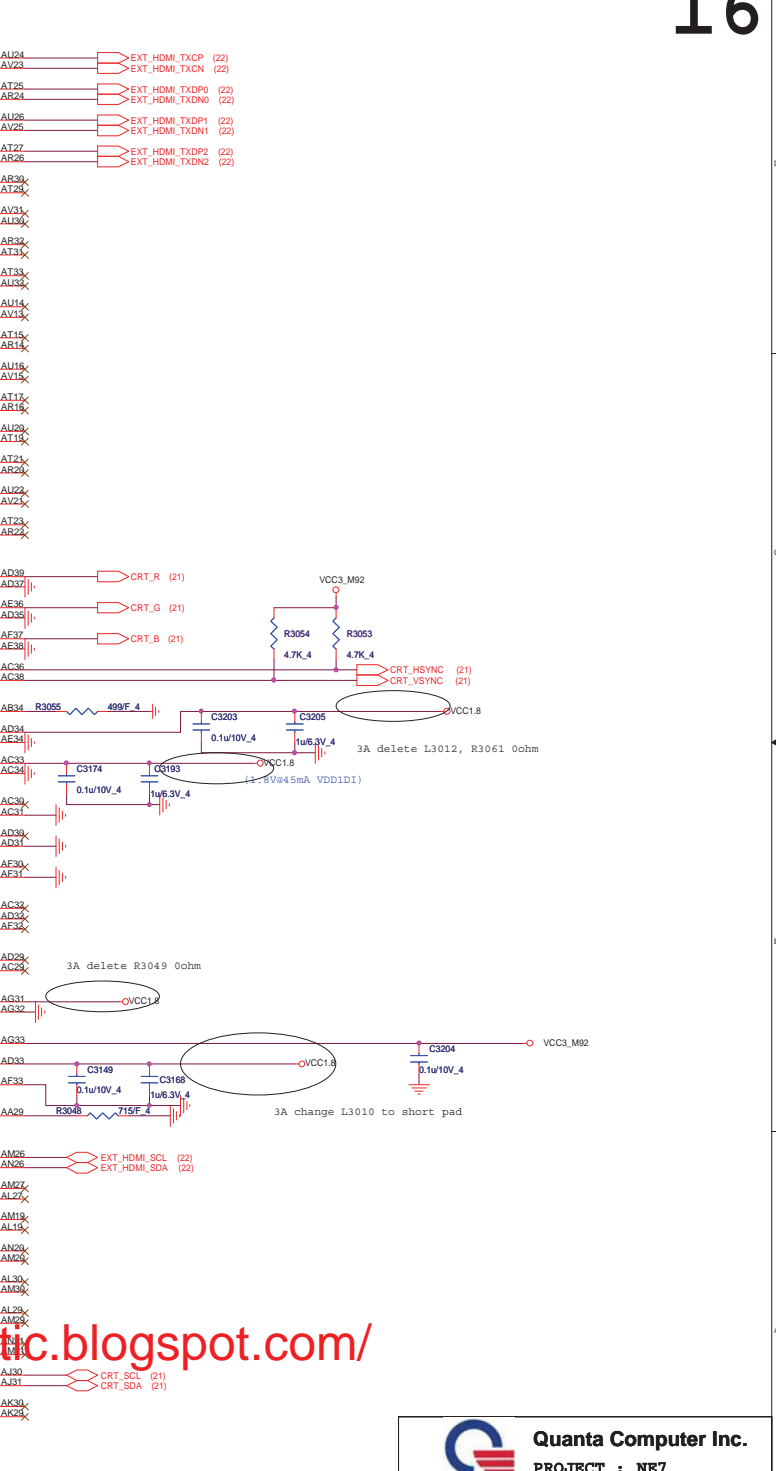 16
AU24
EXT_HDMI_TXCP (22)
AV23
EXT_HDMI_TXCN (22)
AT25
EXT_HDMI_TXDP0 (22)
AR24
EXT_HDMI_TXDN0 (22)
AU26
EXT_HDMI_TXDP1 (22)
AV25
EXT_HDMI_TXDN1 (22)
AT27
EXT_HDMI_TXDP2 (22)
AR26
EXT_HDMI_TXDN2 (22)
AR30
AT29
AV31
AU30
AR32
AT31
AT33
AU32
AU14
AV13
AT15
AR14
AU16
AV15
AT17
AR16
AU20
AT19
AT21
AR20
AU22
AV21
AT23
AR22
AD39
CRT_R (21)
AD37
VCC3_M92
AE36
CRT_G (21)
AD35
AF37
CRT_B (21)
AE38
R3054
R3053
4.7K_4
4.7K_4
AC36
CRT_HSYNC (21)
AC38
CRT_VSYNC (21)
AB34
R3055
499/F_4
VCC1.8
C3203
C3205
AD34
0.1u/10V_4
1u/6.3V_4
AE34
3A delete L3012, R3061 0ohm
AC33
VCC1.8
AC34
C3174
C3193
(1.8V@45mA VDD1DI)
0.1u/10V_4
1u/6.3V_4
AC30
AC31
AD30
AD31
AF30
AF31
AC32
AD32
AF32
AD29
AC29
3A delete R3049 0ohm
AG31
VCC1.8
AG32
AG33
VCC3_M92
C3204
AD33
VCC1.8
C3149
0.1u/10V_4
AF33
C3168
0.1u/10V_4
1u/6.3V_4
AA29
R3048
715/F_4
3A change L3010 to short pad
AM26
EXT_HDMI_SCL (22)
AN26
EXT_HDMI_SDA (22)
AM27
AL27
AM19
AL19
AN20
AM20
AL30
AM30
AL29
AM29
AN21
AM21
tic.blogspot.com/
AJ30
CRT_SCL (21)
AJ31
CRT_SDA (21)
AK30
AK29
Quanta Computer Inc.
PROJECT : NE7